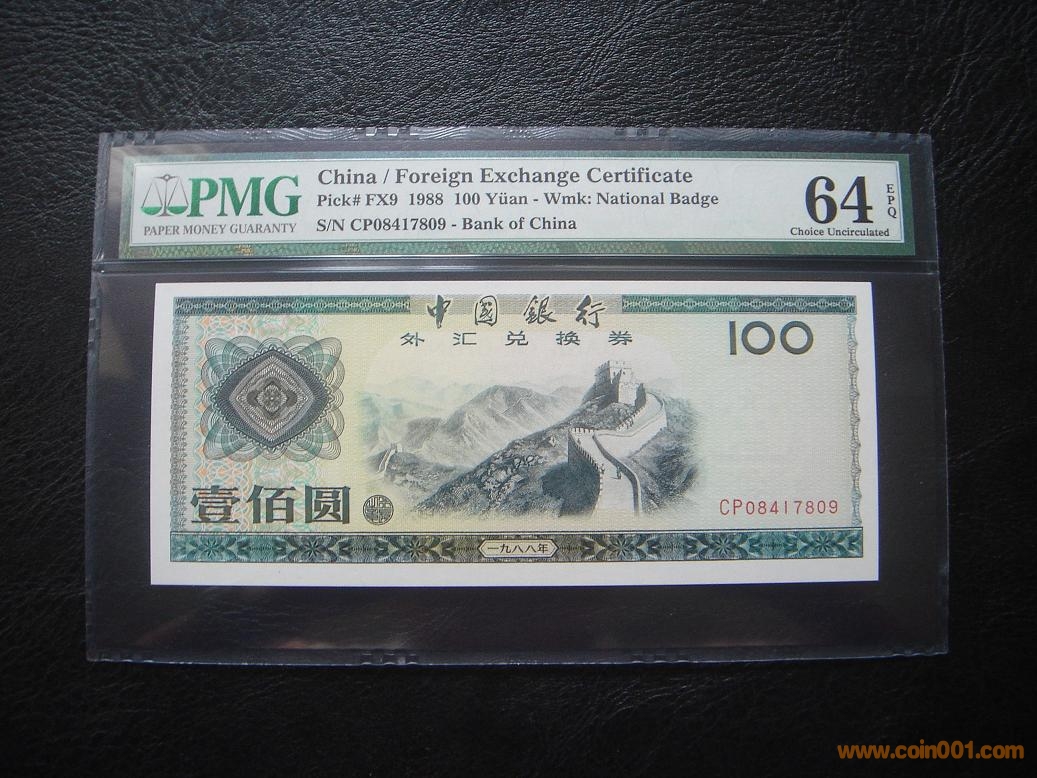 PMG
PAPER MONEY GUARANTY
China / Foreign Exchange Certificate
Pick# FX9 1988 100 Yüan - Wmk: National Badge
S/N CP08417809 - Bank of China
64 EPQ
Choice Uncirculated
中國銀行
外汇兑换券
100
壹佰圆
CP08417809
一九八八年
www.coin001.com